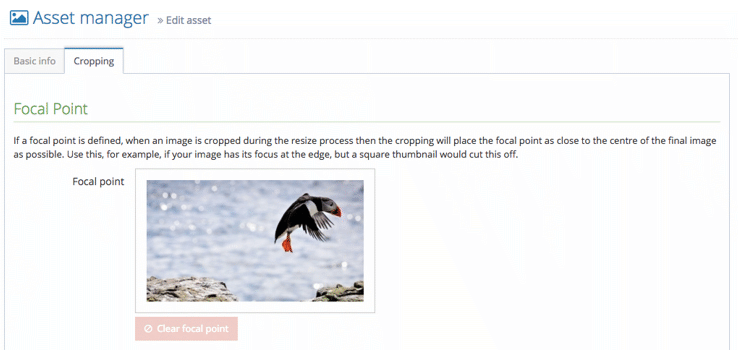 Asset manager » Edit asset
Basic info Cropping
Focal Point
If a focal point is defined, when an image is cropped during the resize process then the cropping will place the focal point as close to the centre of the final image
as possible. Use this, for example, if your image has its focus at the edge, but a square thumbnail would cut this off.
Focal point
Clear focal point